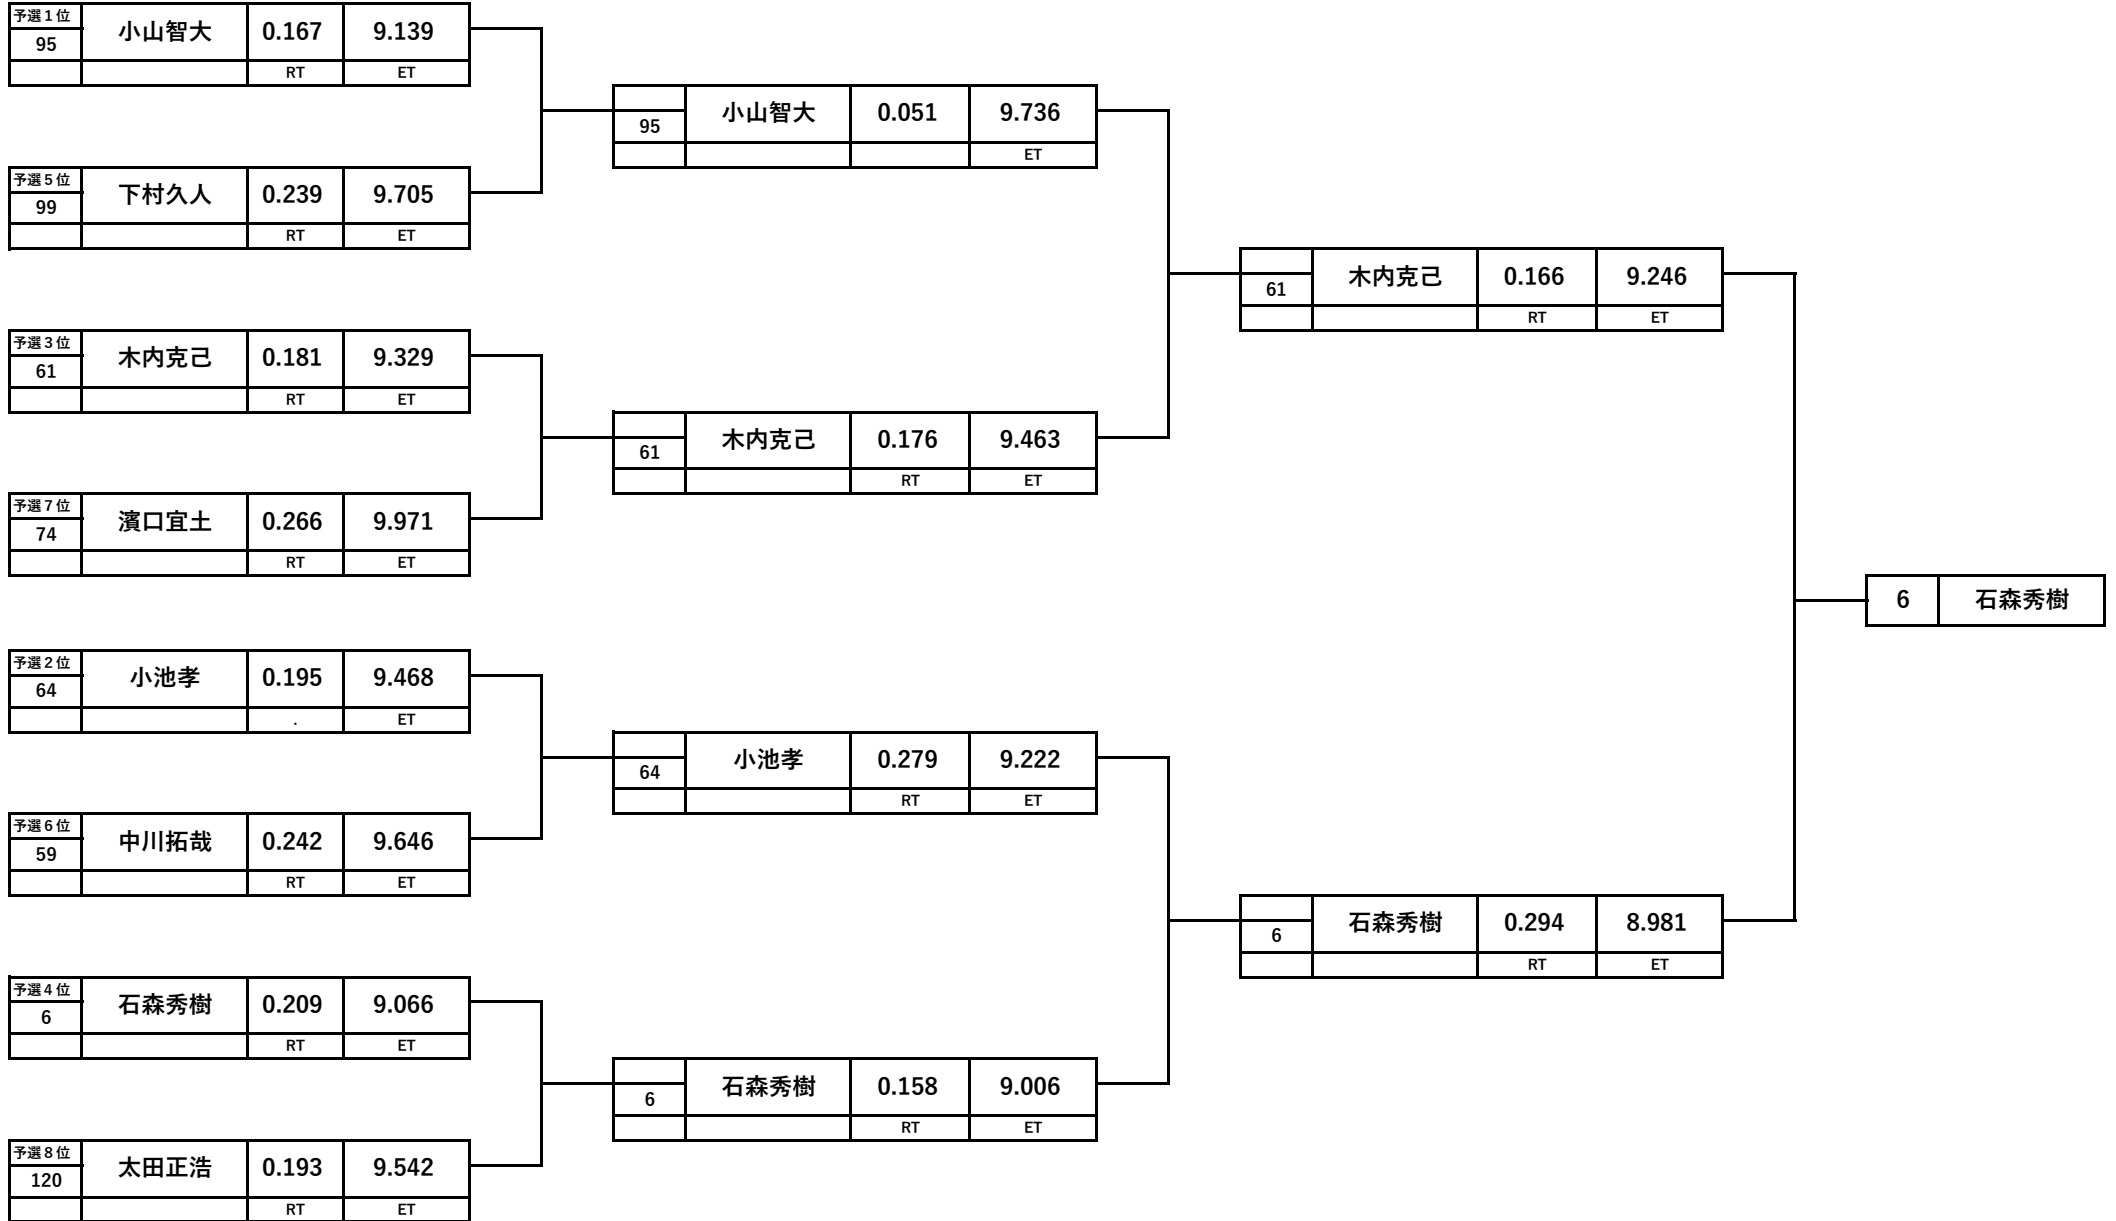 予選1位
95
小山智大 0.167 9.139
RT ET
予選5位
99
下村久人 0.239 9.705
RT ET
予選3位
61
木内克己 0.181 9.329
RT ET
予選7位
74
濱口宜土 0.266 9.971
RT ET
予選2位
64
小池孝 0.195 9.468
. ET
予選6位
59
中川拓哉 0.242 9.646
RT ET
予選4位
6
石森秀樹 0.209 9.066
RT ET
予選8位
120
太田正浩 0.193 9.542
RT ET
95
小山智大 0.051 9.736
ET
61
木内克己 0.176 9.463
RT ET
64
小池孝 0.279 9.222
RT ET
6
石森秀樹 0.158 9.006
RT ET
61
木内克己 0.166 9.246
RT ET
6
石森秀樹 0.294 8.981
RT ET
6 石森秀樹